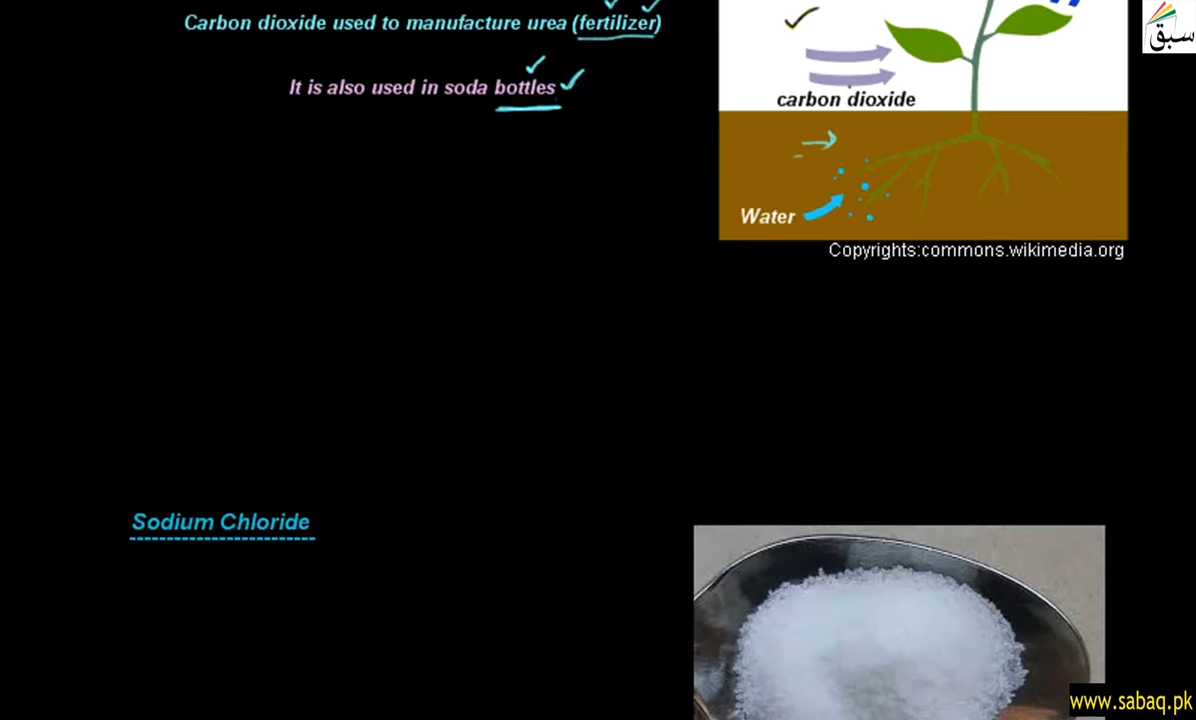 Carbon dioxide used to manufacture urea (fertilizer)
It is also used in soda bottles
carbon dioxide
Water
Copyrights:commons.wikimedia.org
Sodium Chloride
سبق
www.sabaq.pk